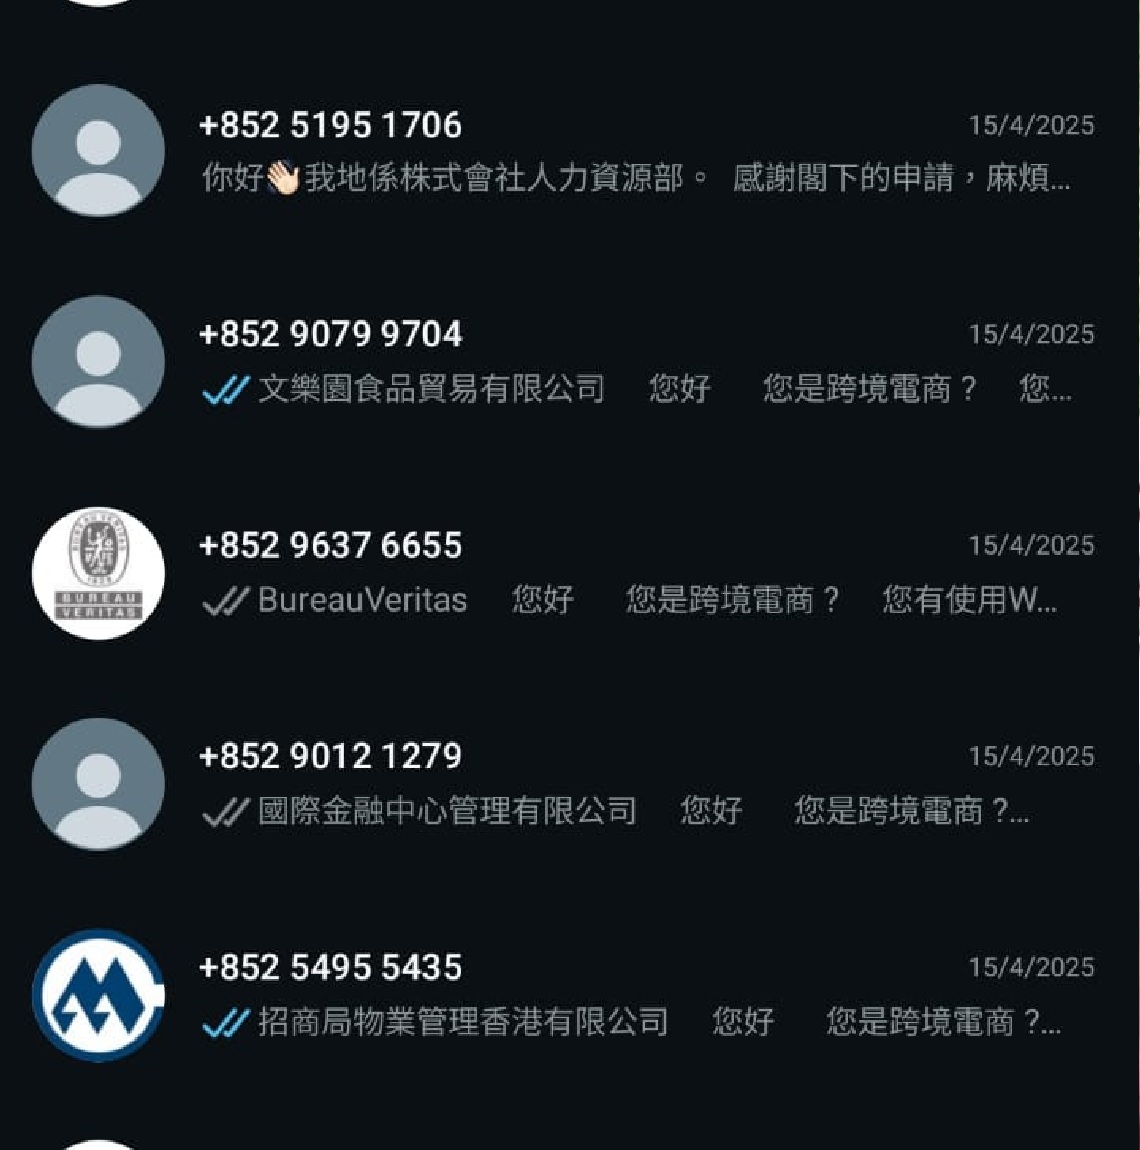 +852 5195 1706
15/4/2025
你好👋🏻我地係株式會社人力資源部。 感謝閣下的申請，麻煩...
+852 9079 9704
15/4/2025
文樂園食品貿易有限公司 您好 您是跨境電商？ 您...
BUREAU VERITAS
1828
BUREAU
VERITAS
+852 9637 6655
15/4/2025
BureauVeritas 您好 您是跨境電商？ 您有使用W...
+852 9012 1279
15/4/2025
國際金融中心管理有限公司 您好 您是跨境電商 ?...
+852 5495 5435
15/4/2025
招商局物業管理香港有限公司 您好 您是跨境電商 ?...